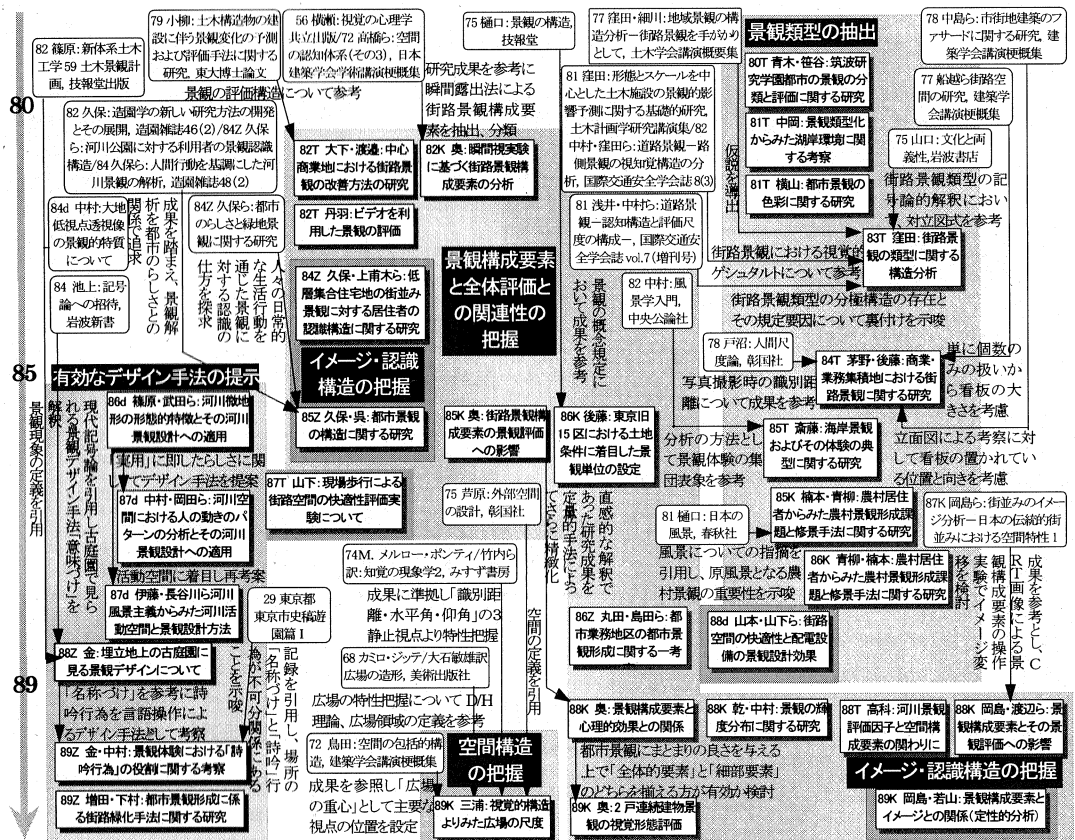 79 小柳：土木構造物の建
設に伴う景観変化の予測
および評価手法に関する
研究, 東大博士論文
56 横瀬：視覚の心理学
共立出版/72 高橋ら：空間
の認知体系(その3), 日本
建築学会学術講演梗概集
75 樋口：景観の構造,
技報堂
77 窪田・細川：地域景観の構
造分析－街路景観を手がかり
として, 土木学会講演概要集
景観類型の抽出
78 中島ら：市街地建築のフ
ァサードに関する研究, 建
築学会講演梗概集
82 篠原：新体系土木
工学59 土木景観計
画, 技報堂出版
景観の評価構造について参考
研究成果を参考に
瞬間露出法による
街路景観構成要
素を抽出、分類
81 窪田：形態とスケールを中
心とした土木施設の景観的影
響予測に関する基礎的研究,
土木計画学研究講演集/82
中村・窪田ら：道路景観－路
側景観の視知覚構造の分
析, 国際交通安全学会誌 8(3)
80T 青木・笹谷：筑波研
究学園都市の景観の分
類と評価に関する研究
77 船越ら：街路空
間の研究, 建築学
会講演梗概集
80
82 久保：造園学の新しい研究方法の開発
とその展開, 造園雑誌46(2)/84Z 久保
ら：河川公園に対する利用者の景観認識
構造/84 久保ら：人間行動を基調にした河
川景観の解析, 造園雑誌48(2)
82T 大下・渡邉：中心
商業地における街路景
観の改善方法の研究
82K 奥：瞬間視実験
に基づく街路景観構
成要素の分析
81T 中岡：景観類型化
からみた湖岸環境に関
する考察
仮説を導出
75 山口：文化と両
義性, 岩波書店
81T 横山：都市景観の
色彩に関する研究
街路景観類型の記
号論的解釈におい
て、対立図式を参考
84d 中村：大地
低視点透視像
の景観的特質
について
成果を踏まえ、景観解
析を都市のらしさとの
関係で追求
84Z 久保ら：都市
のらしさと緑地景
観に関する研究
82T 丹羽：ビデオを利
用した景観の評価
81 浅井・中村ら：道路景
観－認知構造と評価尺
度の構成－, 国際交通安
全学会誌 vol.7(増刊号)
83T 窪田：街路景
観の類型に関する
構造分析
街路景観における視覚的
ゲシュタルトについて参考
84 池上：記号
論への招待,
岩波新書
人々の日常的
な生活行動を
通じた景観に
対する認識の
仕方を探求
84Z 久保・上甫木ら：低
層集合住宅地の街並み
景観に対する居住者の
認識構造に関する研究
景観構成要素
と全体評価と
の関連性の
把握
景観の概念規定に
おいて成果を参考
82 中村：風
景学入門,
中央公論社
街路景観類型の分極構造の存在と
その規定要因について裏付けを示唆
イメージ・認識
構造の把握
78 戸沼：人間尺
度論, 彰国社
84T 茅野・後藤：商業・
業務集積地における街
路景観に関する研究
単に個数の
みの扱いか
ら看板の大
きさを考慮
85
有効なデザイン手法の提示
写真撮影時の識別距
離について成果を参考
景観現象の定義を引用
現代記号論を引用し古庭園で見ら
れる景観デザイン手法「意味づけ」を
解釈
86d 篠原・武田ら：河川微地
形の形態的特徴とその河川
景観設計への適用
85Z 久保・呉：都市景観
の構造に関する研究
85K 奥：街路景観構
成要素の景観評価
への影響
86K 後藤：東京旧
15区における土地
条件に着目した景
観単位の設定
85T 斎藤：海岸景観
およびその体験の典
型に関する研究
分析の方法とし
て景観体験の集
団表象を参考
立面図による考察に対
して看板の置かれてい
る位置と向きを考慮
「実用」に即したらしさに関
してデザイン手法を提案
87d 中村・岡田ら：河川空
間における人の動きのパ
ターンの分析とその河川
景観設計への適用
87T 山下：現場歩行による
街路空間の快適性評価実
験について
75 芦原：外部空間
の設計, 彰国社
直感的な解釈で
あった研究成果を
定量的手法によっ
てさらに精緻化
85K 楠本・青柳：農村居住
者からみた農村景観形成課
題と修景手法に関する研究
87K 岡島ら：街並みのイメー
ジ分析－日本の伝統的街
並みにおける空間特性 1
81 樋口：日本の
風景, 春秋社
風景についての指摘を
引用し、原風景となる農
村景観の重要性を示唆
86K 青柳・楠本：農村居住
者からみた農村景観形成課
題と修景手法に関する研究
成果を参考とし、C
RT画像による景
観構成要素の操作
実験でイメージ変
移を検討
74M. メルロー・ポンティ/竹内ら
訳：知覚の現象学2, みすず書房
活動空間に着目し再考案
成果に準拠し「識別距
離・水平角・仰角」の3
静止視点より特性把握
87d 伊藤・長谷川ら：河川
風景主義からみた河川活
動空間と景観設計方法
29 東京都：
東京市史稿遊
園篇 I
空間の定義を引用
86Z 丸田・島田ら：都
市業務地区の都市景
観形成に関する一考
88d 山本・山下ら：街路
空間の快適性と配電設
備の景観設計効果
88Z 金：埋立地上の古庭園に
見る景観デザインについて
記録を引用し、場所の
「名称づけ」と「詩吟」行
為が不可分関係にある
ことを示唆
68 カミロ・ジッテ/大石敏雄訳：
広場の造形, 美術出版社
89
「名称づけ」を参考に詩
吟行為を言語操作によ
るデザイン手法として考察
広場の特性把握について D/H
理論、広場領域の定義を参考
88K 奥：景観構成要素と
心理的効果との関係
88K 乾・中村：景観の輝
度分布に関する研究
88T 高科：河川景観
評価因子と空間構
成要素の関わりに
88K 岡島・渡辺ら：景
観構成要素とその景
観評価への影響
89Z 金・中村：景観体験における「詩
吟行為」の役割に関する考察
72 鳥田：空間の包括的構
造, 建築学会講演梗概集
空間構造
の把握
都市景観にまとまりの良さを与える
上で「全体的要素」と「細部要素」
のどちらを揃える方が有効か検討
イメージ・認識構造の把握
成果を参照し「広場
の重心」として主要な
視点の位置を設定
89Z 増田・下村：都市景観形成に係
る街路緑化手法に関する研究
89K 三浦：視覚的構造
よりみた広場の尺度
89K 奥：2戸連続建物景
観の視覚形態評価
89K 岡島・若山：景観構成要素と
イメージとの関係(定性的分析)